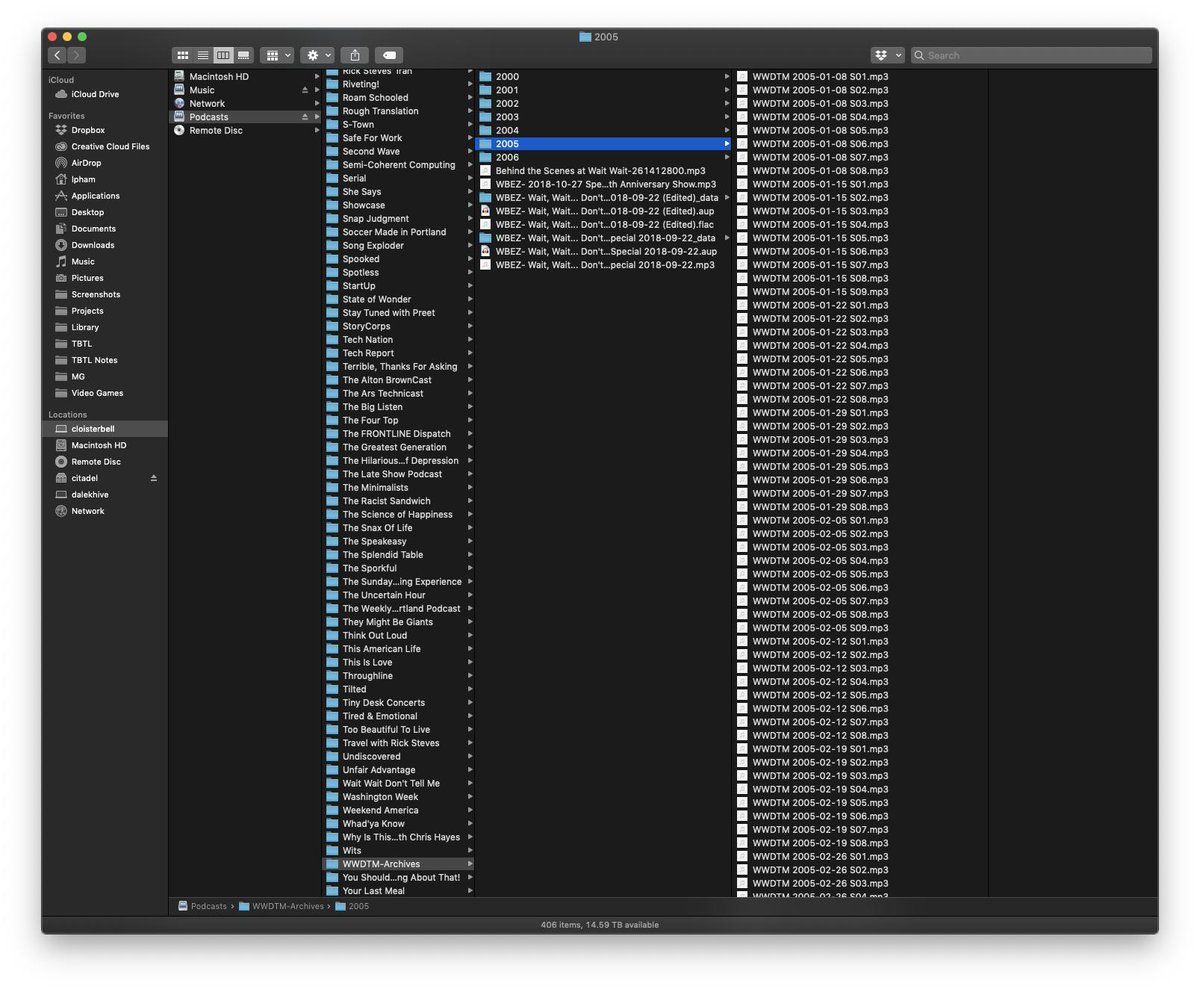 2005
Search
iCloud
iCloud Drive
Favorites
Dropbox
Creative Cloud Files
AirDrop
lpham
Applications
Desktop
Documents
Downloads
Music
Pictures
Screenshots
Projects
Library
TBTL
TBTL Notes
MG
Video Games
Locations
cloisterbell
Macintosh HD
Remote Disc
citadel
dalekhive
Network
Macintosh HD
Music
Network
Podcasts
Remote Disc
Rick Steves' Iran
Riveting!
Roam Schooled
Rough Translation
S-Town
Safe For Work
Second Wave
Semi-Coherent Computing
Serial
She Says
Showcase
Snap Judgment
Soccer Made in Portland
Song Exploder
Spooked
Spotless
StartUp
State of Wonder
Stay Tuned with Preet
StoryCorps
Tech Nation
Tech Report
Terrible, Thanks For Asking
The Alton BrownCast
The Ars Technicast
The Big Listen
The Four Top
The FRONTLINE Dispatch
The Greatest Generation
The Hilarious...f Depression
The Late Show Podcast
The Minimalists
The Racist Sandwich
The Science of Happiness
The Snax Of Life
The Speakeasy
The Splendid Table
The Sporkful
The Sunday...ing Experience
The Uncertain Hour
The Weekly...rtland Podcast
They Might Be Giants
Think Out Loud
This American Life
This Is Love
Throughline
Tilted
Tiny Desk Concerts
Tired & Emotional
Too Beautiful To Live
Travel with Rick Steves
Undiscovered
Unfair Advantage
Wait Wait Don't Tell Me
Washington Week
Weekend America
Whad'ya Know
Why Is This...th Chris Hayes
Wits
WWDTM-Archives
You Should...ng About That!
Your Last Meal
2000
2001
2002
2003
2004
2005
2006
Behind the Scenes at Wait Wait-261412800.mp3
WBEZ- 2018-10-27 Spe...th Anniversary Show.mp3
WBEZ- Wait, Wait... Don't...018-09-22 (Edited)_data
WBEZ- Wait, Wait... Don't...018-09-22 (Edited).aup
WBEZ- Wait, Wait... Don't...018-09-22 (Edited).flac
WBEZ- Wait, Wait... Don't...pecial 2018-09-22_data
WBEZ- Wait, Wait... Don't...Special 2018-09-22.aup
WBEZ- Wait, Wait... Don't...pecial 2018-09-22.mp3
WWDTM 2005-01-08 S01.mp3
WWDTM 2005-01-08 S02.mp3
WWDTM 2005-01-08 S03.mp3
WWDTM 2005-01-08 S04.mp3
WWDTM 2005-01-08 S05.mp3
WWDTM 2005-01-08 S06.mp3
WWDTM 2005-01-08 S07.mp3
WWDTM 2005-01-08 S08.mp3
WWDTM 2005-01-15 S01.mp3
WWDTM 2005-01-15 S02.mp3
WWDTM 2005-01-15 S03.mp3
WWDTM 2005-01-15 S04.mp3
WWDTM 2005-01-15 S05.mp3
WWDTM 2005-01-15 S06.mp3
WWDTM 2005-01-15 S07.mp3
WWDTM 2005-01-15 S08.mp3
WWDTM 2005-01-15 S09.mp3
WWDTM 2005-01-22 S01.mp3
WWDTM 2005-01-22 S02.mp3
WWDTM 2005-01-22 S03.mp3
WWDTM 2005-01-22 S04.mp3
WWDTM 2005-01-22 S05.mp3
WWDTM 2005-01-22 S06.mp3
WWDTM 2005-01-22 S07.mp3
WWDTM 2005-01-22 S08.mp3
WWDTM 2005-01-29 S01.mp3
WWDTM 2005-01-29 S02.mp3
WWDTM 2005-01-29 S03.mp3
WWDTM 2005-01-29 S04.mp3
WWDTM 2005-01-29 S05.mp3
WWDTM 2005-01-29 S06.mp3
WWDTM 2005-01-29 S07.mp3
WWDTM 2005-01-29 S08.mp3
WWDTM 2005-02-05 S01.mp3
WWDTM 2005-02-05 S02.mp3
WWDTM 2005-02-05 S03.mp3
WWDTM 2005-02-05 S04.mp3
WWDTM 2005-02-05 S05.mp3
WWDTM 2005-02-05 S06.mp3
WWDTM 2005-02-05 S07.mp3
WWDTM 2005-02-05 S08.mp3
WWDTM 2005-02-05 S09.mp3
WWDTM 2005-02-12 S01.mp3
WWDTM 2005-02-12 S02.mp3
WWDTM 2005-02-12 S03.mp3
WWDTM 2005-02-12 S04.mp3
WWDTM 2005-02-12 S05.mp3
WWDTM 2005-02-12 S06.mp3
WWDTM 2005-02-12 S07.mp3
WWDTM 2005-02-12 S08.mp3
WWDTM 2005-02-19 S01.mp3
WWDTM 2005-02-19 S02.mp3
WWDTM 2005-02-19 S03.mp3
WWDTM 2005-02-19 S04.mp3
WWDTM 2005-02-19 S05.mp3
WWDTM 2005-02-19 S06.mp3
WWDTM 2005-02-19 S07.mp3
WWDTM 2005-02-19 S08.mp3
WWDTM 2005-02-26 S01.mp3
WWDTM 2005-02-26 S02.mp3
WWDTM 2005-02-26 S03.mp3
WWDTM 2005-02-26 S04.mp3
Podcasts › WWDTM-Archives › 2005
406 items, 14.59 TB available